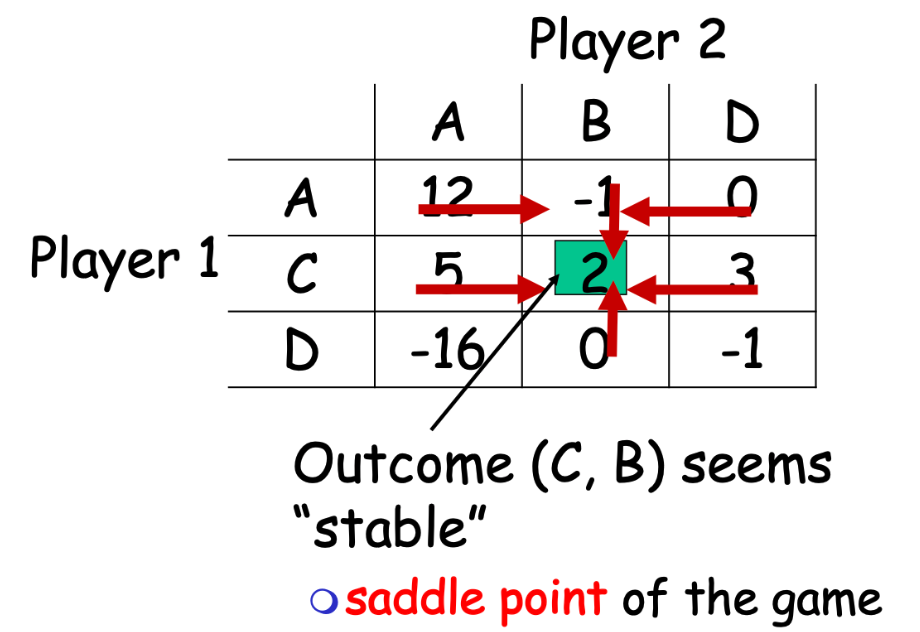 Player 2
A B D
A 12 -1 0
Player 1 C 5 2 3
D -16 0 -1
Outcome (C, B) seems
“stable”
saddle point of the game